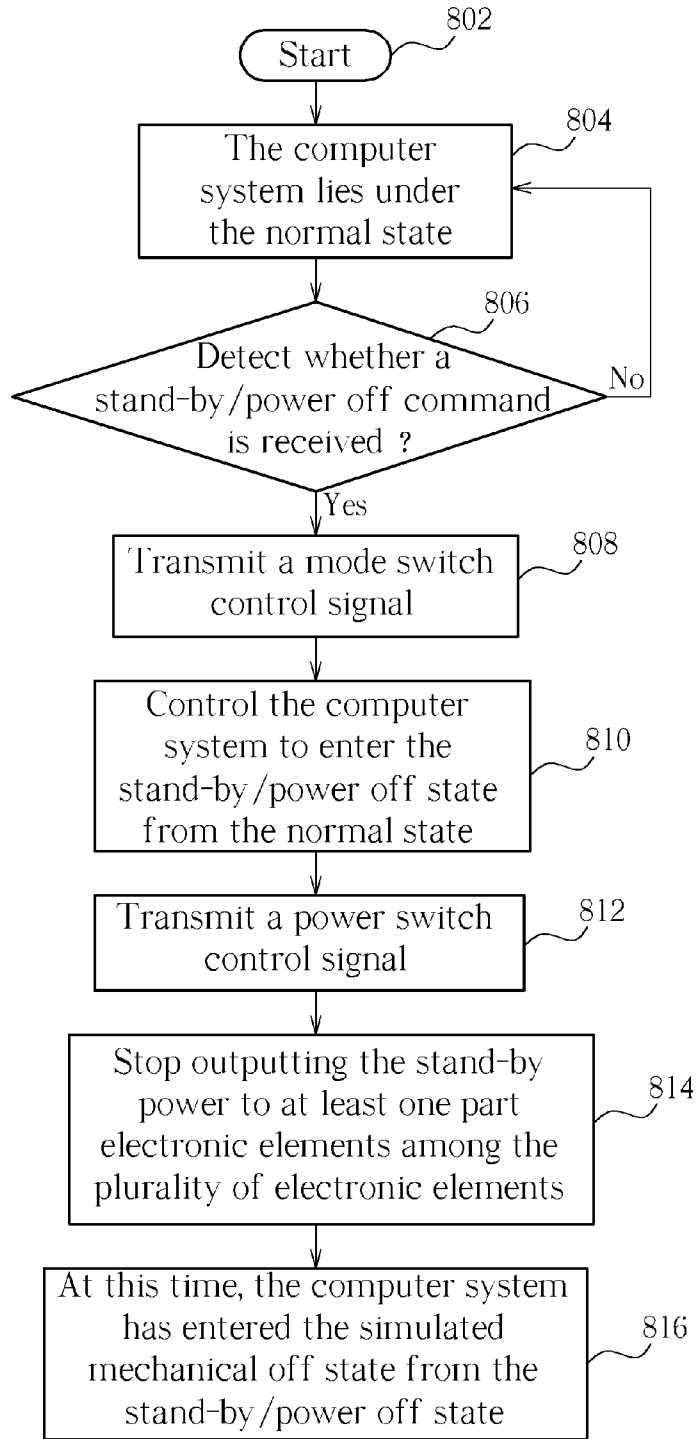 Start
802
The computer
system lies under
the normal state
804
Detect whether a
stand-by/power off command
is received ?
806
No
Yes
Transmit a mode switch
control signal
808
Control the computer
system to enter the
stand-by/power off state
from the normal state
810
Transmit a power switch
control signal
812
Stop outputting the stand-by
power to at least one part
electronic elements among the
plurality of electronic elements
814
At this time, the computer system
has entered the simulated
mechanical off state from the
stand-by/power off state
816